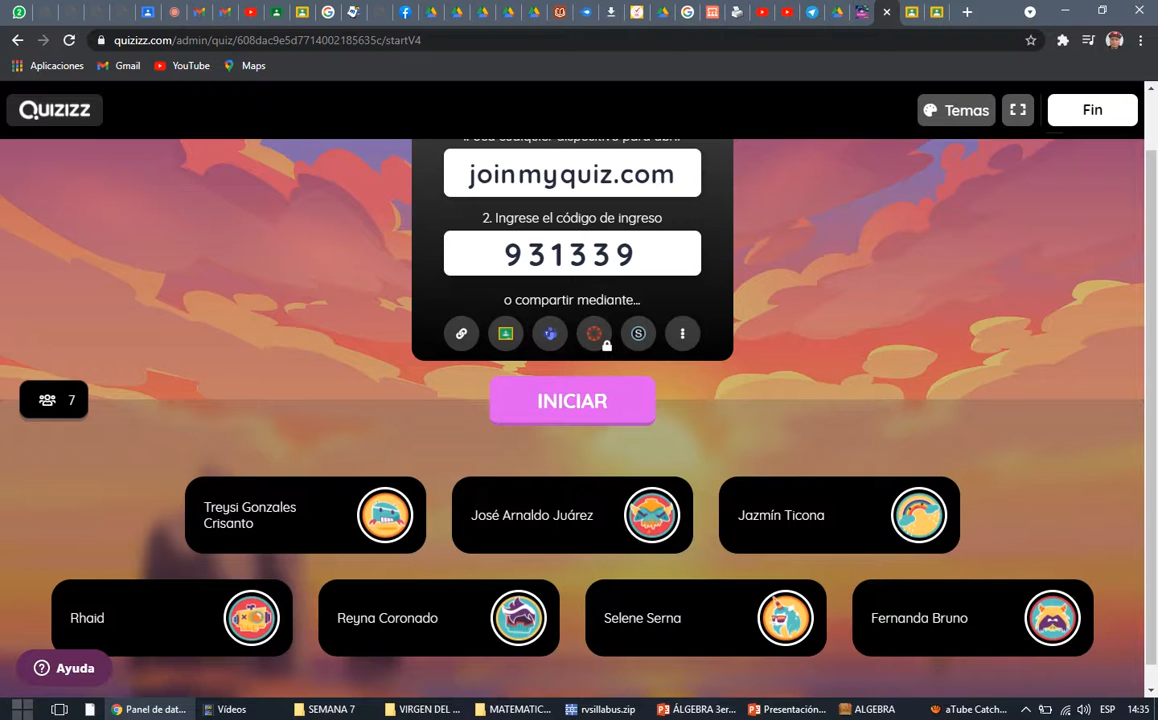 quizizz.com/admin/quiz/608dac9e5d7714002185635c/startV4
Aplicaciones Gmail YouTube Maps
QUIZIZZ Temas Fin
joinmyquiz.com
2. Ingrese el código de ingreso
931339
o compartir mediante...
INICIAR
7
Treysi Gonzales
Crisanto
José Arnaldo Juárez
Jazmín Ticona
Rhaid
Reyna Coronado
Selene Serna
Fernanda Bruno
Ayuda
Panel de dat... Vídeos SEMANA 7 VIRGEN DEL ... MATEMATIC... rvsillabus.zip ÁLGEBRA 3er... Presentación... ALGEBRA aTube Catch... ESP 14:35